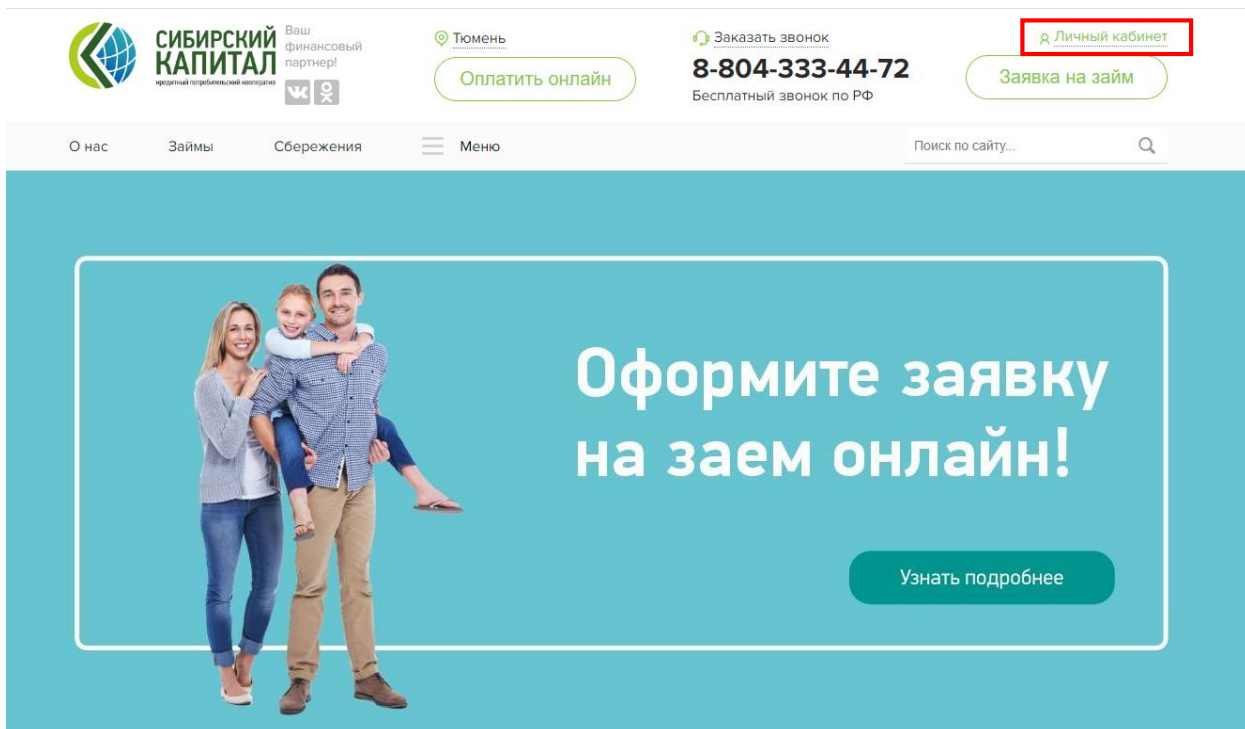 СИБИРСКИЙ
КАПИТАЛ
кредитный потребительский кооператив
Ваш
финансовый
партнер!
Тюмень
Оплатить онлайн
Заказать звонок
8-804-333-44-72
Бесплатный звонок по РФ
Личный кабинет
Заявка на займ
О нас
Займы
Сбережения
Меню
Поиск по сайту...
Оформите заявку
на заем онлайн!
Узнать подробнее